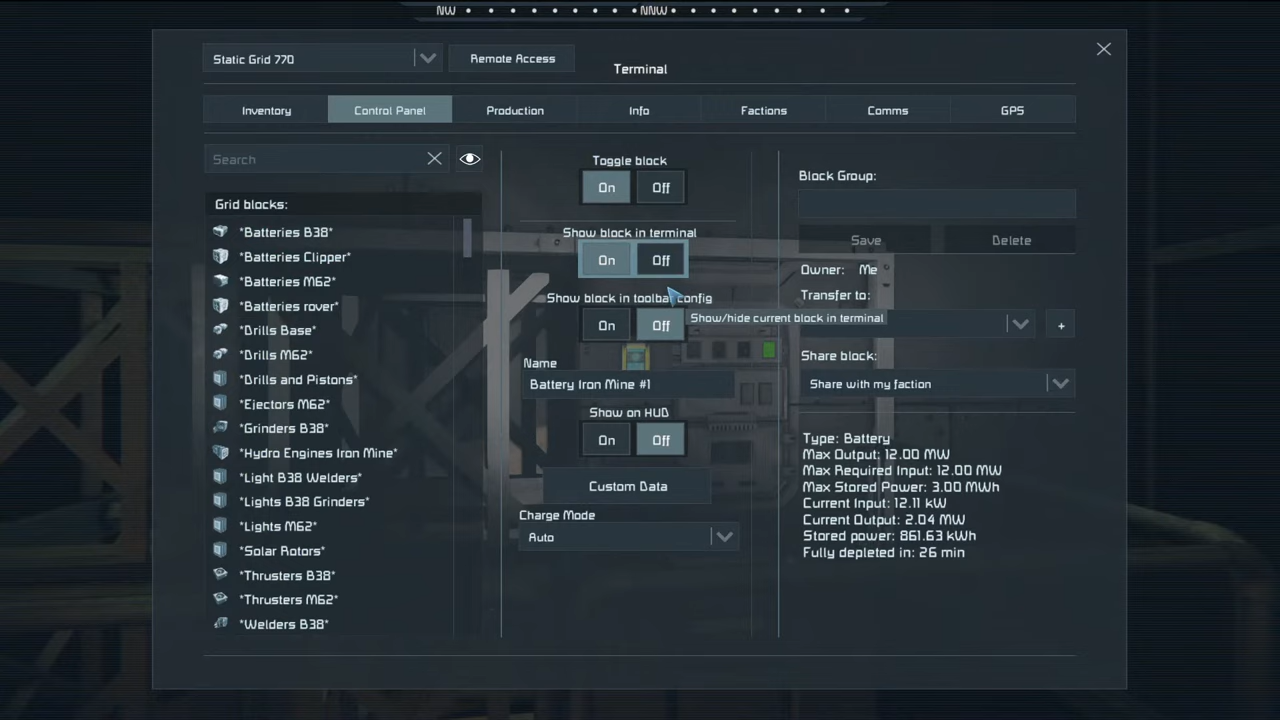 NW
NNW
Static Grid 770
Remote Access
Terminal
Inventory
Control Panel
Production
Info
Factions
Comms
GPS
Search
Grid blocks:
*Batteries B38*
*Batteries Clipper*
*Batteries M62*
*Batteries rover*
*Drills Base*
*Drills M62*
*Drills and Pistons*
*Ejectors M62*
*Grinders B38*
*Hydro Engines Iron Mine*
*Light B38 Welders*
*Lights B38 Grinders*
*Lights M62*
*Solar Rotors*
*Thrusters B38*
*Thrusters M62*
*Welders B38*
Toggle block
On Off
Show block in terminal
On Off
Show block in toolbar config
On Off
Show/hide current block in terminal
Name
Battery Iron Mine #1
Show on HUD
On Off
Custom Data
Charge Mode
Auto
Block Group:
Save
Delete
Owner: Me
Transfer to:
+
Share block:
Share with my faction
Type: Battery
Max Output: 12.00 MW
Max Required Input: 12.00 MW
Max Stored Power: 3.00 MWh
Current Input: 12.11 kW
Current Output: 2.04 MW
Stored power: 861.63 kWh
Fully depleted in: 26 min